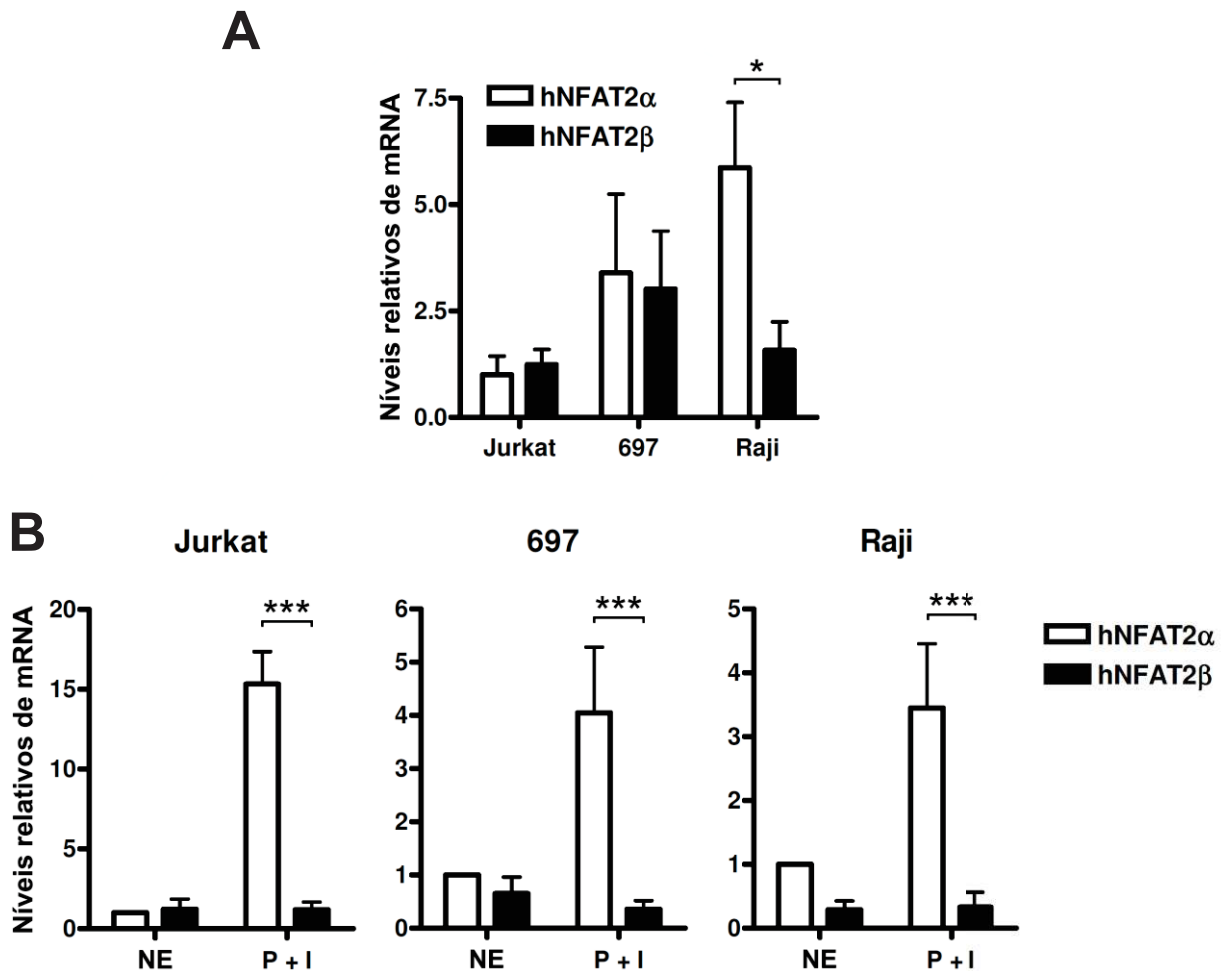 A
hNFAT2α
hNFAT2β
*
Níveis relativos de mRNA
7.5
5.0
2.5
0.0
Jurkat 697 Raji
B
Jurkat 697 Raji
Níveis relativos de mRNA
20
15
10
5
0
***
NE P + I
6
5
4
3
2
1
0
***
NE P + I
5
4
3
2
1
0
***
NE P + I
hNFAT2α
hNFAT2β